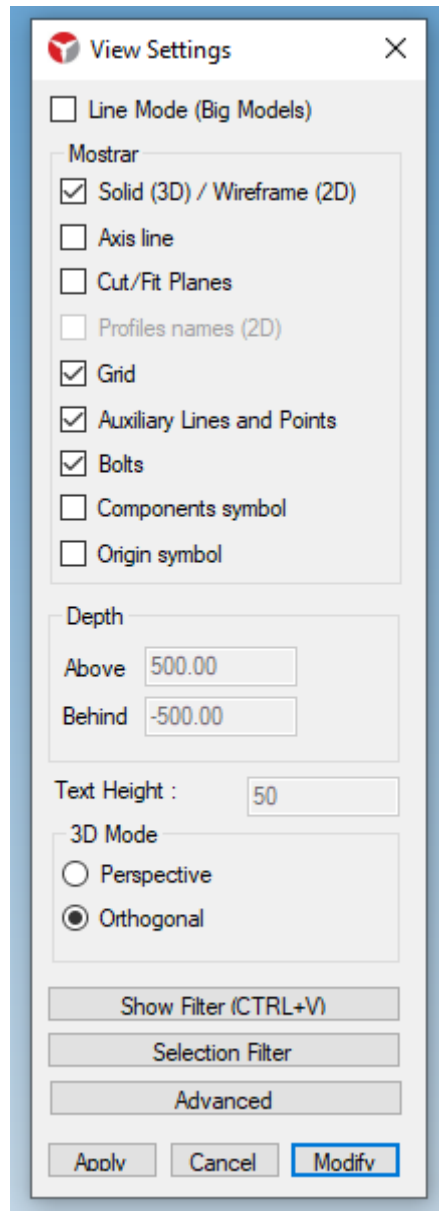 View Settings
Line Mode (Big Models)
Mostrar
Solid (3D) / Wireframe (2D)
Axis line
Cut/Fit Planes
Profiles names (2D)
Grid
Auxiliary Lines and Points
Bolts
Components symbol
Origin symbol
Depth
Above 500.00
Behind -500.00
Text Height : 50
3D Mode
Perspective
Orthogonal
Show Filter (CTRL+V)
Selection Filter
Advanced
Apply Cancel Modify